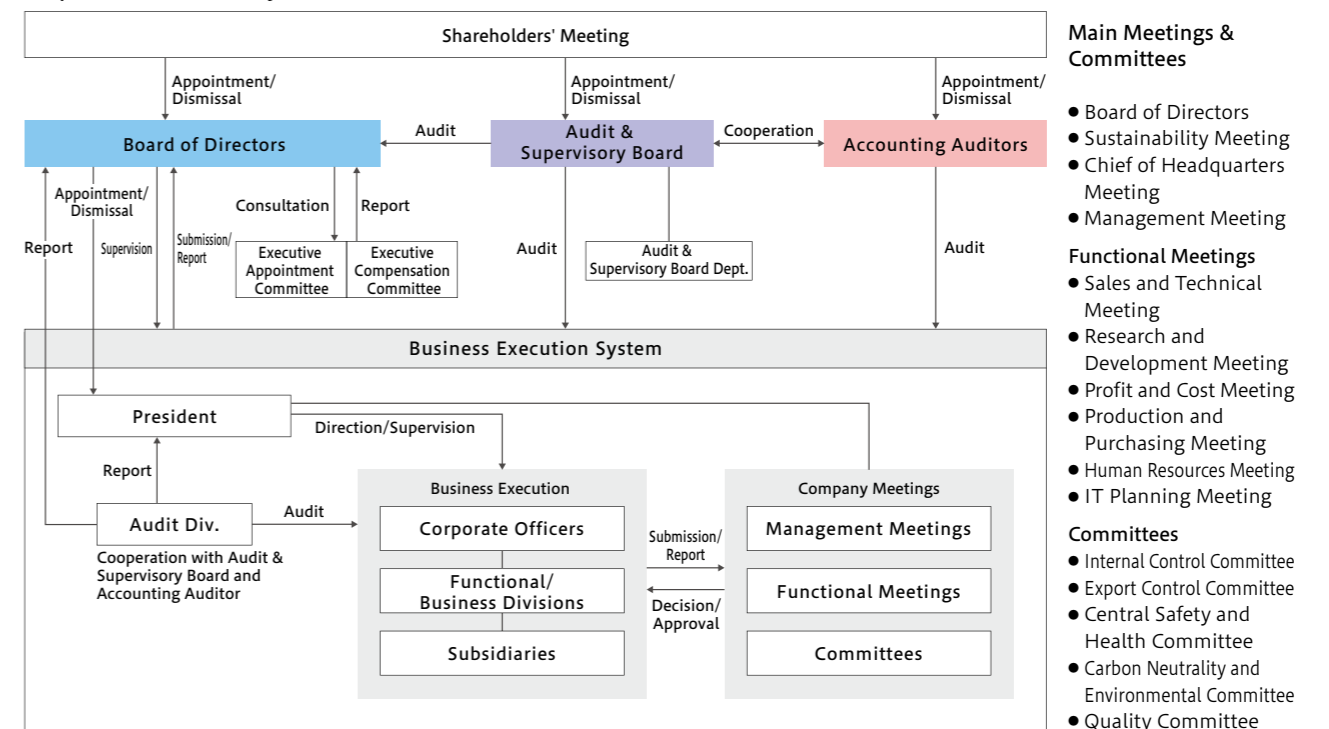 Shareholders' Meeting
Appointment/
Dismissal
Appointment/
Dismissal
Appointment/
Dismissal
Board of Directors
Audit
Audit &
Supervisory Board
Cooperation
Accounting Auditors
Appointment/
Dismissal
Report
Supervision
Submission/
Report
Consultation
Report
Executive
Appointment
Committee
Executive
Compensation
Committee
Audit
Audit &
Supervisory Board Dept.
Audit
Business Execution System
President
Direction/Supervision
Report
Audit Div.
Audit
Cooperation with Audit &
Supervisory Board and
Accounting Auditor
Business Execution
Corporate Officers
Functional/
Business Divisions
Subsidiaries
Submission/
Report
Decision/
Approval
Company Meetings
Management Meetings
Functional Meetings
Committees
Main Meetings &
Committees
● Board of Directors
● Sustainability Meeting
● Chief of Headquarters
Meeting
● Management Meeting
Functional Meetings
● Sales and Technical
Meeting
● Research and
Development Meeting
● Profit and Cost Meeting
● Production and
Purchasing Meeting
● Human Resources Meeting
● IT Planning Meeting
Committees
● Internal Control Committee
● Export Control Committee
● Central Safety and
Health Committee
● Carbon Neutrality and
Environmental Committee
● Quality Committee